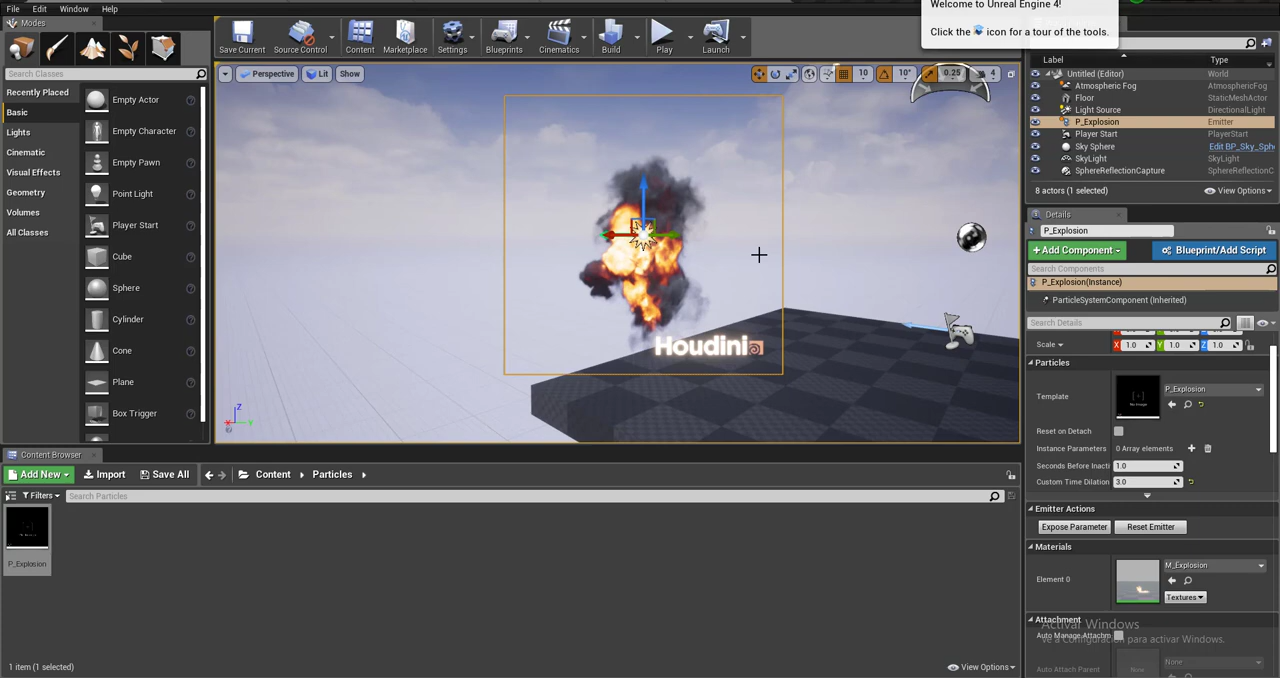 File Edit Window Help
Welcome to Unreal Engine 4!
Click the icon for a tour of the tools.
Modes
Save Current
Source Control
Content
Marketplace
Settings
Blueprints
Cinematics
Build
Play
Launch
Search Classes
Recently Placed
Basic
Lights
Cinematic
Visual Effects
Geometry
Volumes
All Classes
Empty Actor
Empty Character
Empty Pawn
Point Light
Player Start
Cube
Sphere
Cylinder
Cone
Plane
Box Trigger
Perspective
Lit
Show
10
10°
0.25
4
Houdini
Z
X
Y
Label Type
Untitled (Editor) World
Atmospheric Fog AtmosphericFog
Floor StaticMeshActor
Light Source DirectionalLight
P_Explosion Emitter
Player Start PlayerStart
Sky Sphere Edit BP_Sky_Sph
SkyLight SkyLight
SphereReflectionCapture SphereReflectionC
8 actors (1 selected) View Options
Details
P_Explosion
+Add Component Blueprint/Add Script
Search Components
P_Explosion(Instance)
ParticleSystemComponent (Inherited)
Search Details
Scale X 1.0 Y 1.0 Z 1.0
Particles
Template P_Explosion
Reset on Detach
Instance Parameters 0 Array elements
Seconds Before Inacti 1.0
Custom Time Dilation 3.0
Emitter Actions
Expose Parameter Reset Emitter
Materials
Element 0 M_Explosion
Textures
Attachment
Auto Manage Attachm
Auto Attach Parent None
None
Activar Windows
Ve a Configuración para activar Windows.
Content Browser
Add New Import Save All Content Particles
Filters Search Particles
P_Explosion
1 item (1 selected) View Options